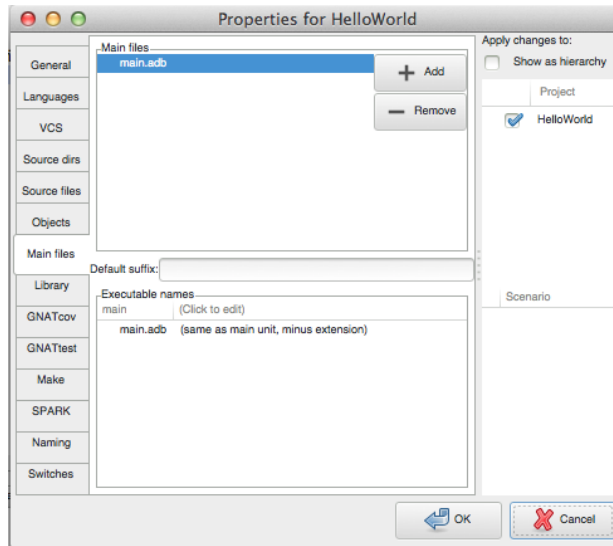 Properties for HelloWorld
General
Languages
VCS
Source dirs
Source files
Objects
Main files
Library
GNATcov
GNATtest
Make
SPARK
Naming
Switches
Main files
main.adb
Add
Remove
Default suffix:
Executable names
main (Click to edit)
main.adb (same as main unit, minus extension)
Apply changes to:
Show as hierarchy
Project
HelloWorld
Scenario
OK
Cancel